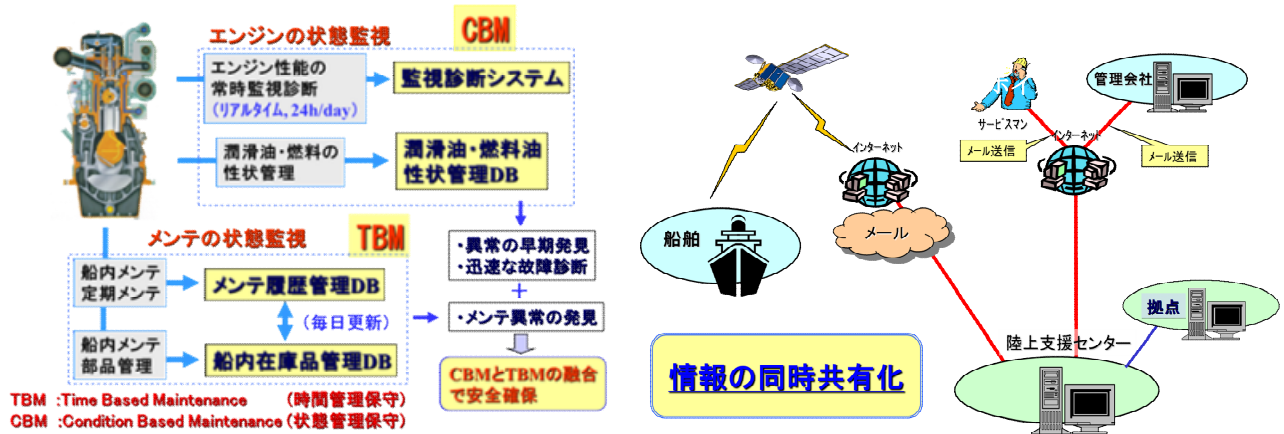 エンジンの状態監視
CBM
エンジン性能の
常時監視診断
(リアルタイム, 24h/day)
監視診断システム
潤滑油・燃料の
性状管理
潤滑油・燃料油
性状管理DB
メンテの状態監視
TBM
船内メンテ
定期メンテ
メンテ履歴管理DB
(毎日更新)
船内メンテ
部品管理
船内在庫品管理DB
・異常の早期発見
・迅速な故障診断
+
・メンテ異常の発見
CBMとTBMの融合
で安全確保
TBM :Time Based Maintenance (時間管理保守)
CBM :Condition Based Maintenance (状態管理保守)
船舶
インターネット
メール
サービスマン
管理会社
インターネット
メール送信
メール送信
拠点
陸上支援センター
情報の同時共有化